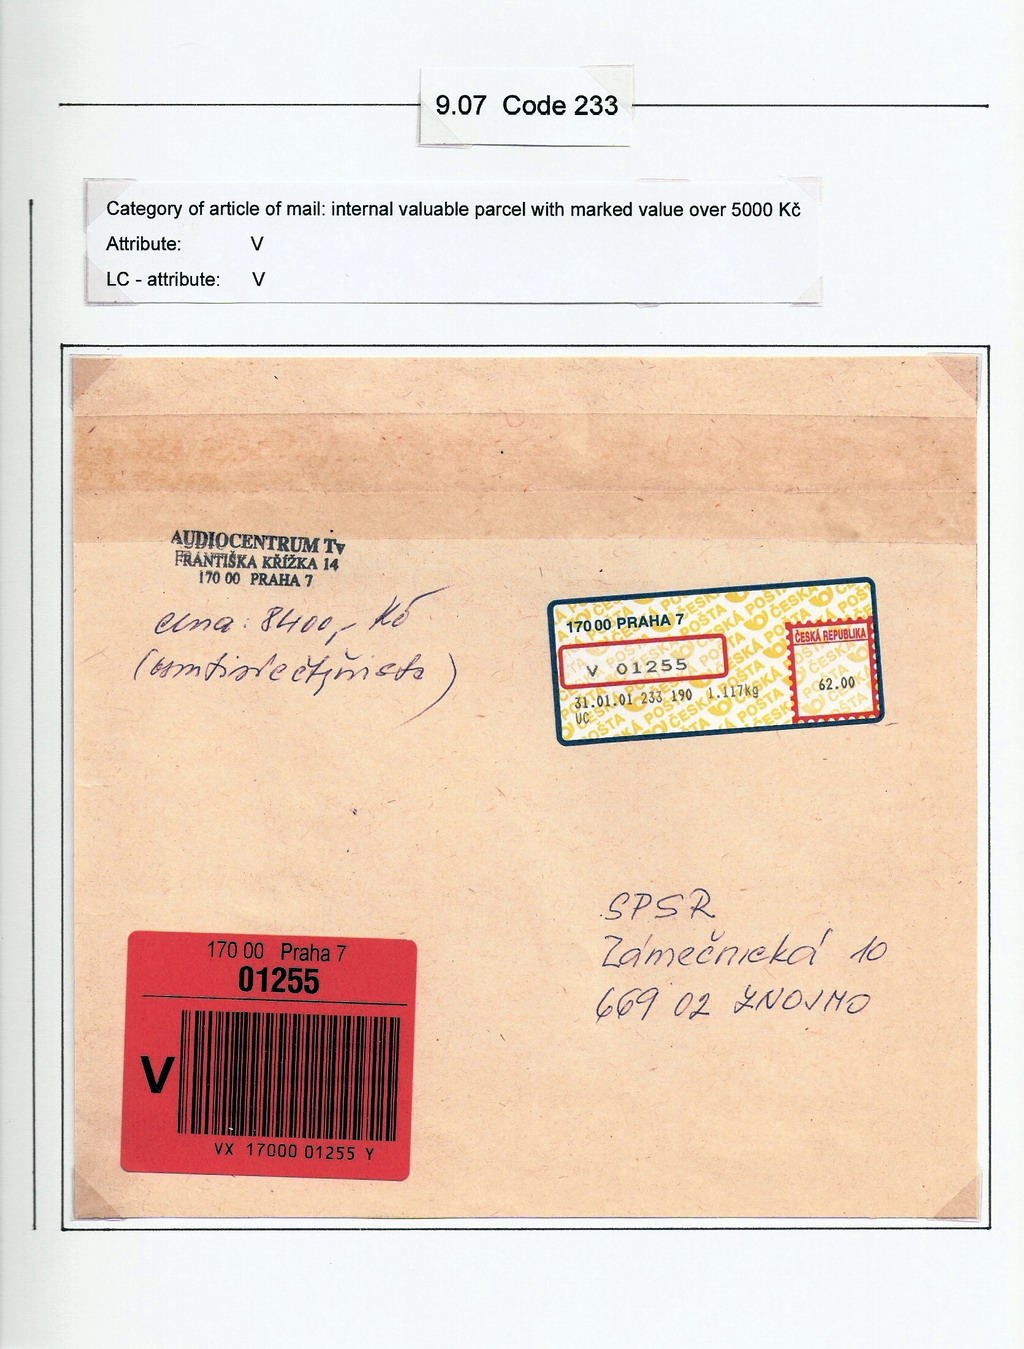 9.07 Code 233
Category of article of mail: internal valuable parcel with marked value over 5000 Kč
Attribute: V
LC - attribute: V
AUDIOCENTRUM Tv
FRANTIŠKA KŘÍŽKA 14
170 00 PRAHA 7
cena: 8400,- Kč
170 00 PRAHA 7
V 01255
31.01.01 233 190 1.117kg
UC
ČESKÁ REPUBLIKA
62.00
ČESKÁ POŠTA
SPSR
Zámečnická 10
669 02 ZNOJMO
170 00 Praha 7
01255
V
VX 17000 01255 Y